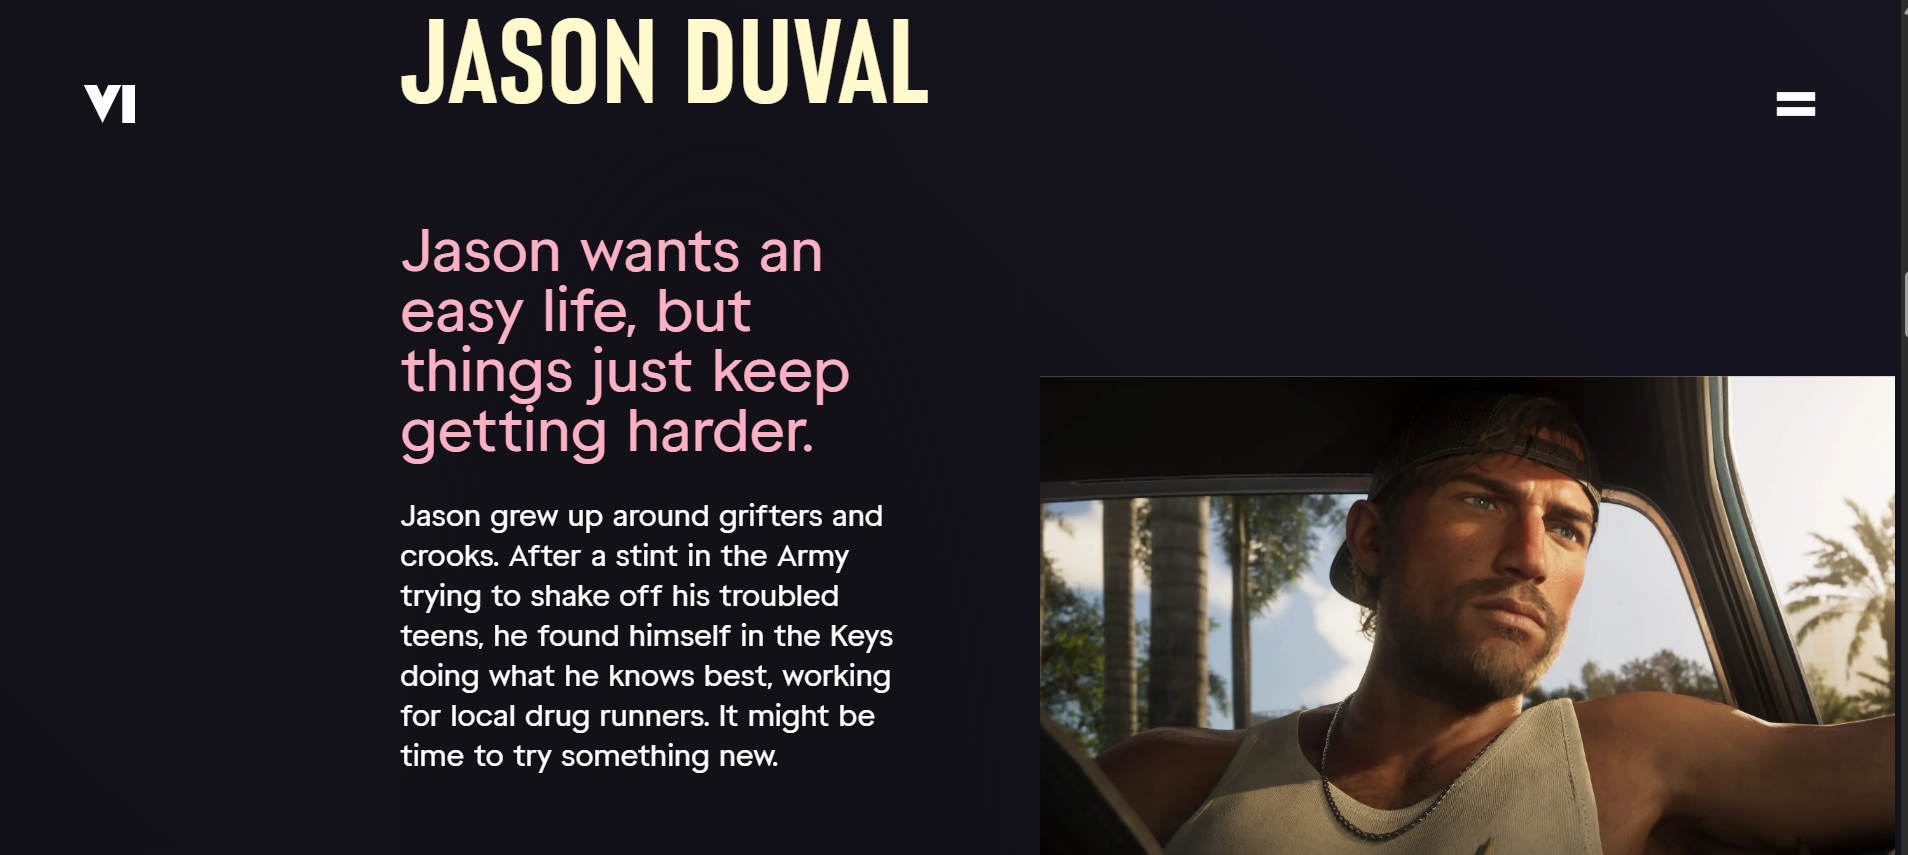 JASON DUVAL
VI
Jason wants an
easy life, but
things just keep
getting harder.
Jason grew up around grifters and
crooks. After a stint in the Army
trying to shake off his troubled
teens, he found himself in the Keys
doing what he knows best, working
for local drug runners. It might be
time to try something new.